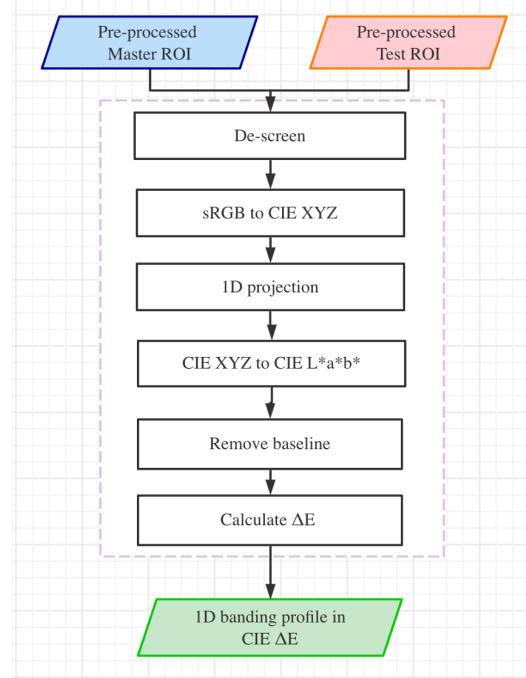 Pre-processed
Master ROI
Pre-processed
Test ROI
De-screen
sRGB to CIE XYZ
1D projection
CIE XYZ to CIE L*a*b*
Remove baseline
Calculate ΔE
1D banding profile in
CIE ΔE